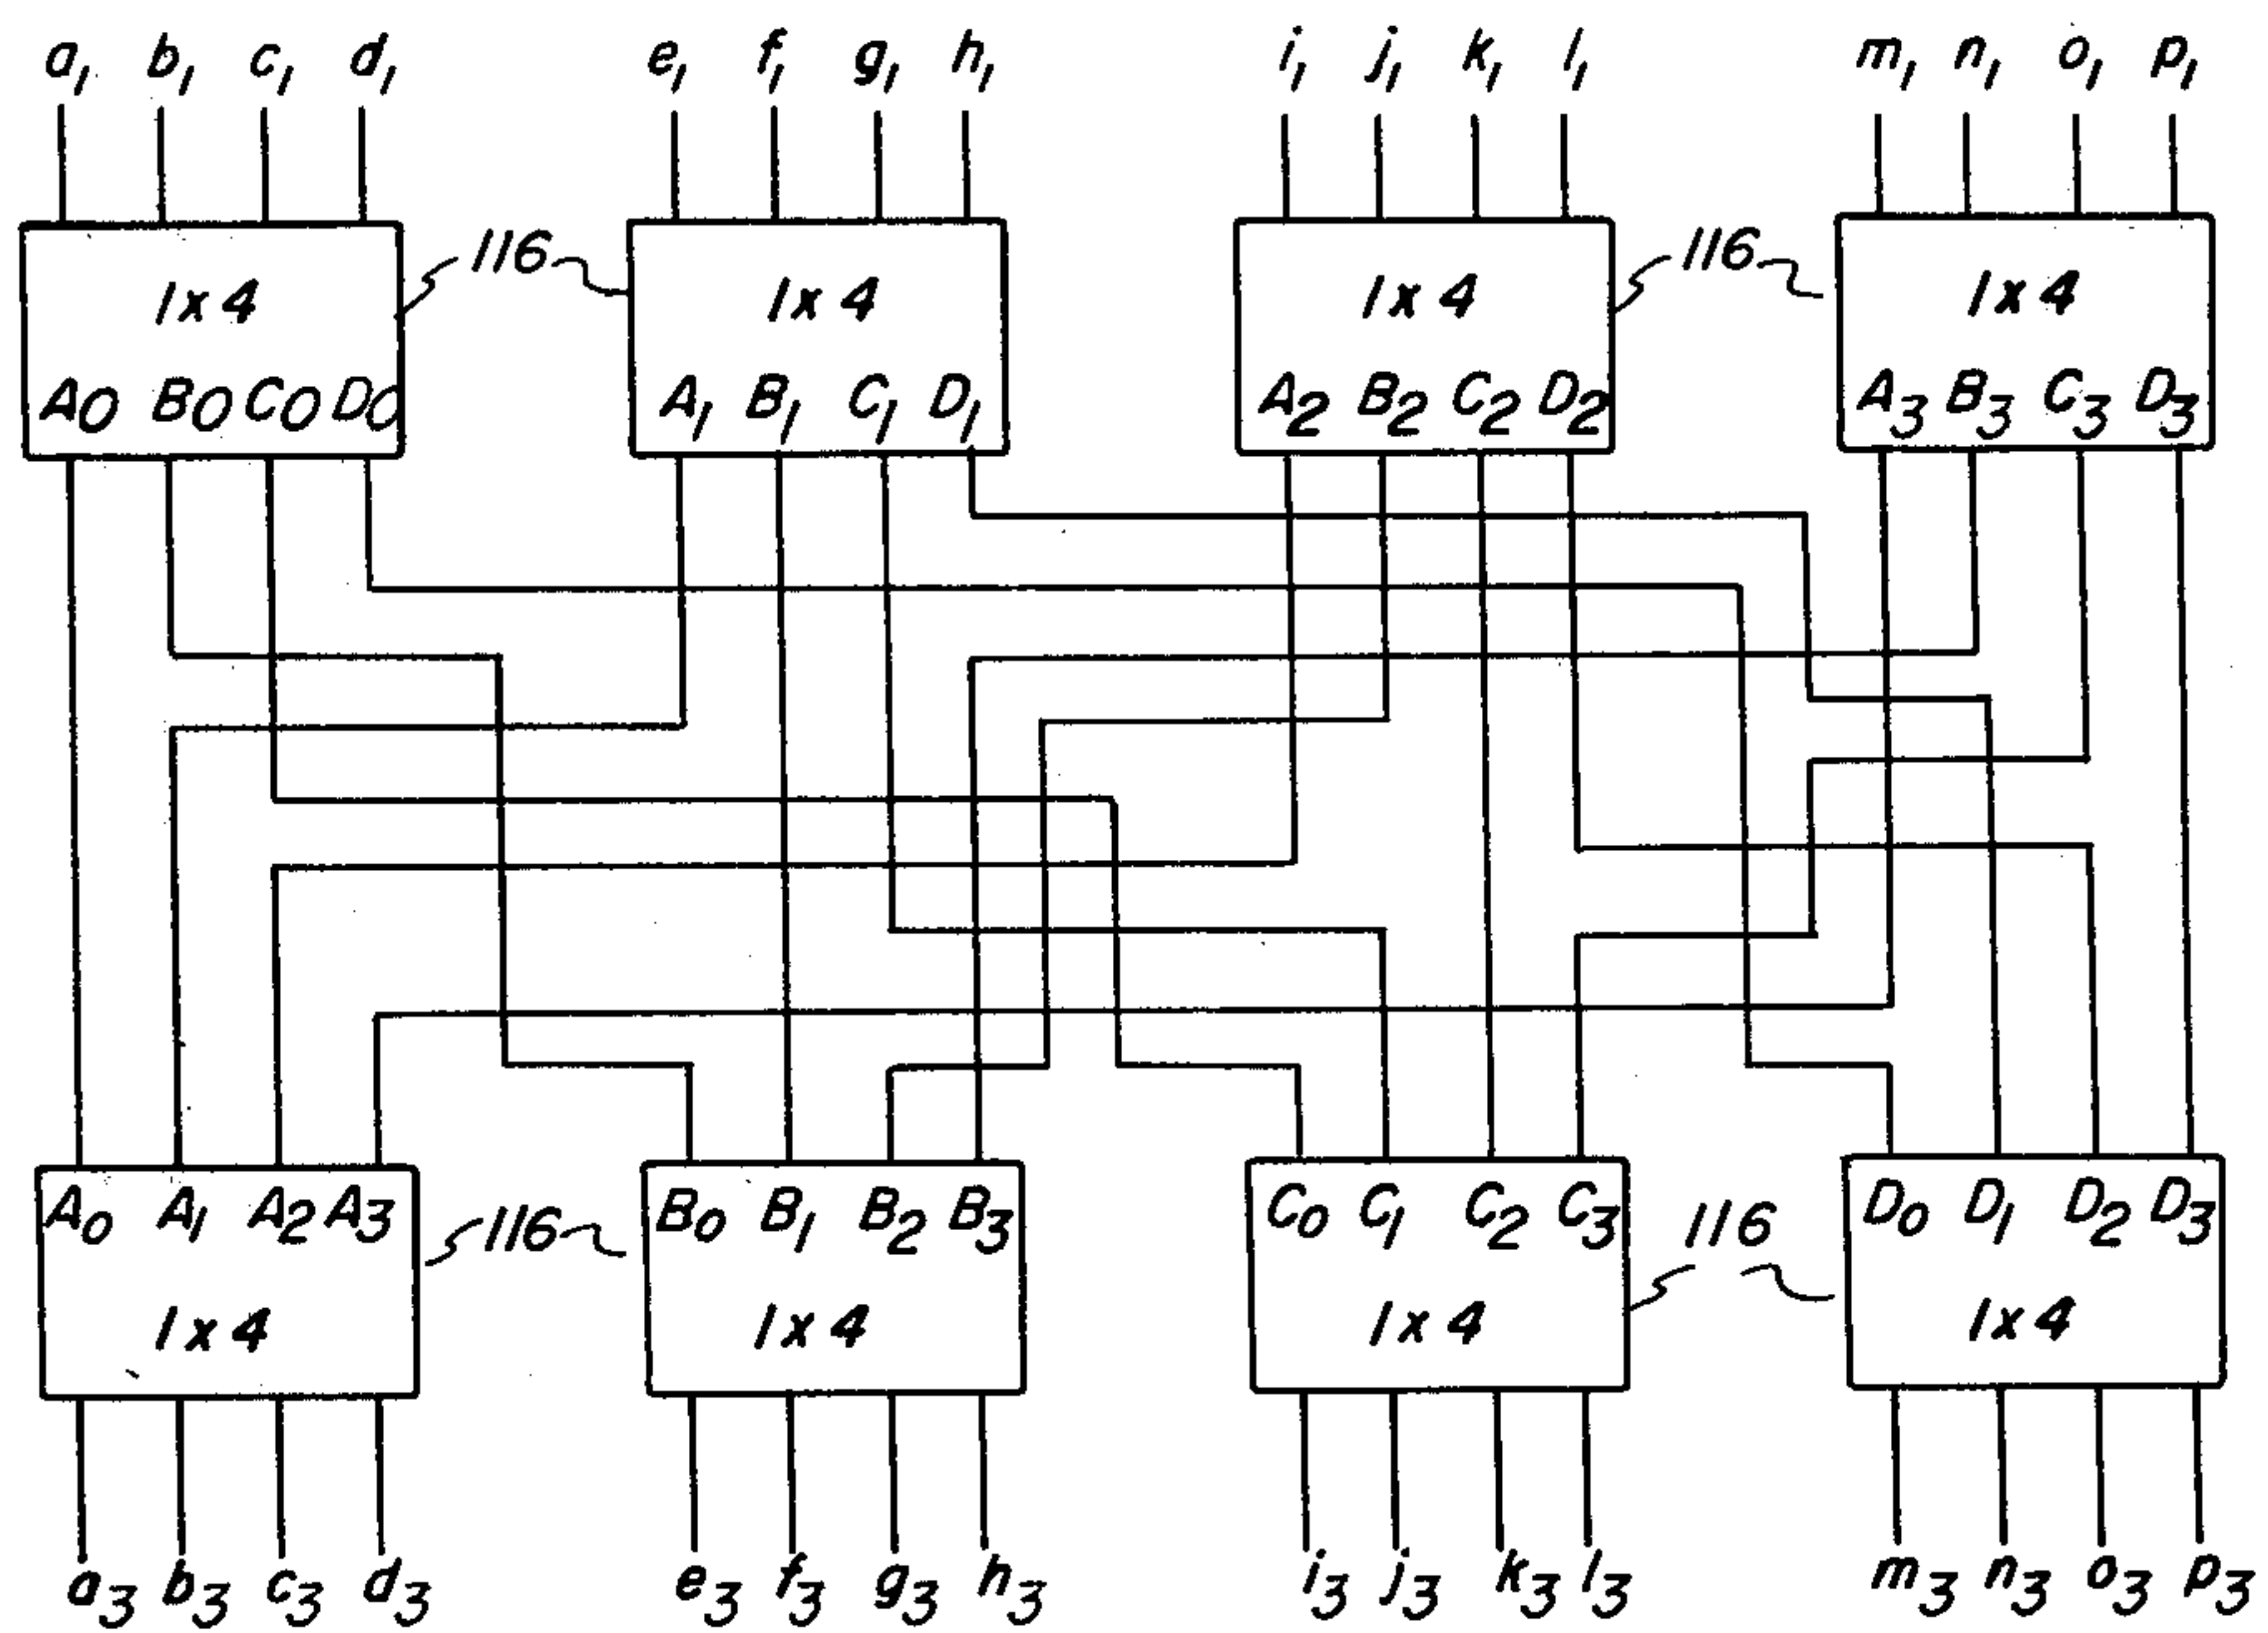 a1 b1 c1 d1 e1 f1 g1 h1 i1 j1 k1 l1 m1 n1 o1 p1
116 116
1x4 1x4 1x4 1x4
A0 B0 C0 D0 A1 B1 C1 D1 A2 B2 C2 D2 A3 B3 C3 D3
A0 A1 A2 A3 B0 B1 B2 B3 C0 C1 C2 C3 D0 D1 D2 D3
116 116
1x4 1x4 1x4 1x4
a3 b3 c3 d3 e3 f3 g3 h3 i3 j3 k3 l3 m3 n3 o3 p3